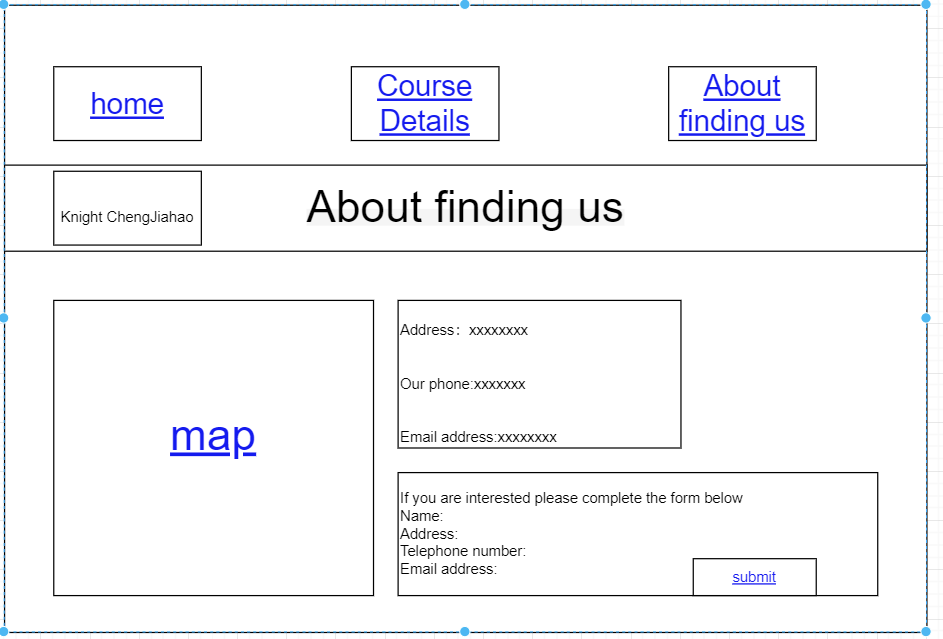 home
Course
Details
About
finding us
Knight ChengJiahao
About finding us
map
Address：xxxxxxxx
Our phone:xxxxxxx
Email address:xxxxxxxx
If you are interested please complete the form below
Name:
Address:
Telephone number:
Email address:
submit